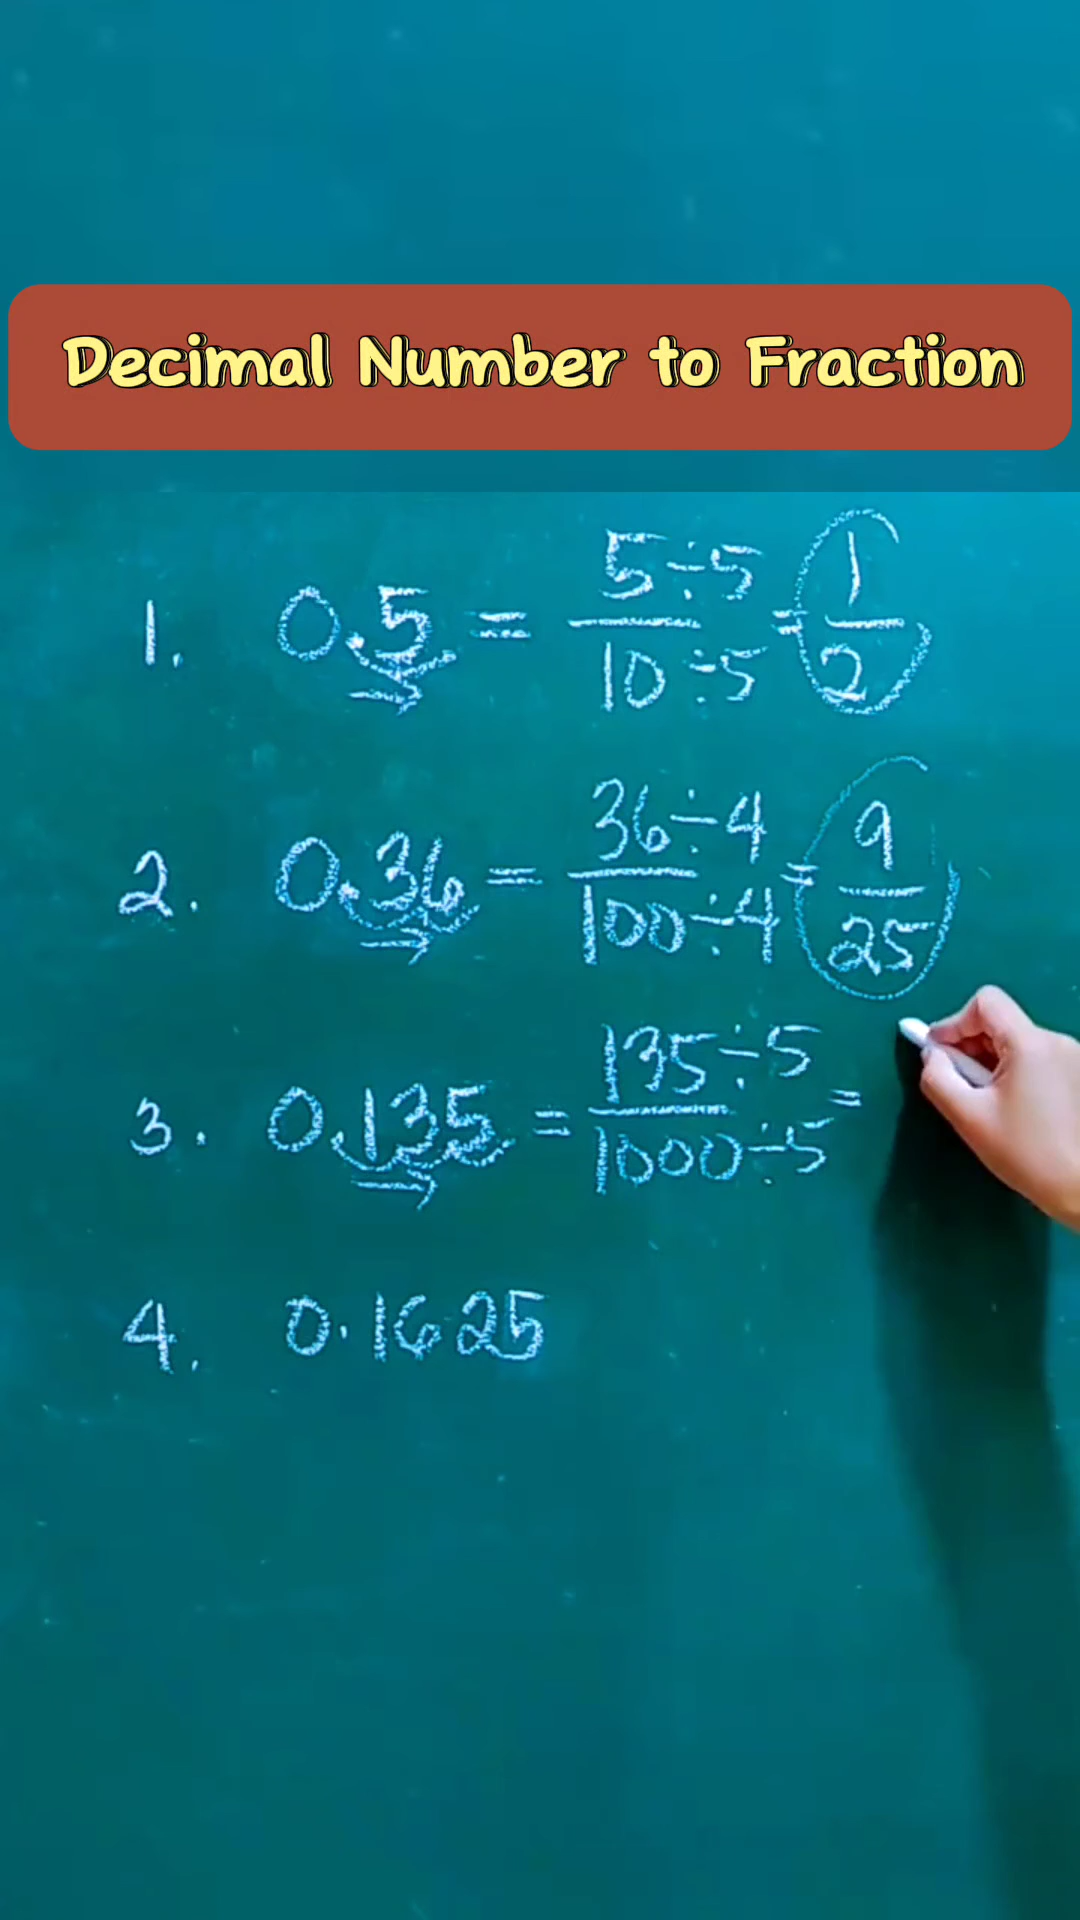 Decimal Number to Fraction
1. 0.5 = 5÷5/10÷5 = 1/2
2. 0.36 = 36÷4/100÷4 = 9/25
3. 0.135 = 135÷5/1000÷5 =
4. 0.1625